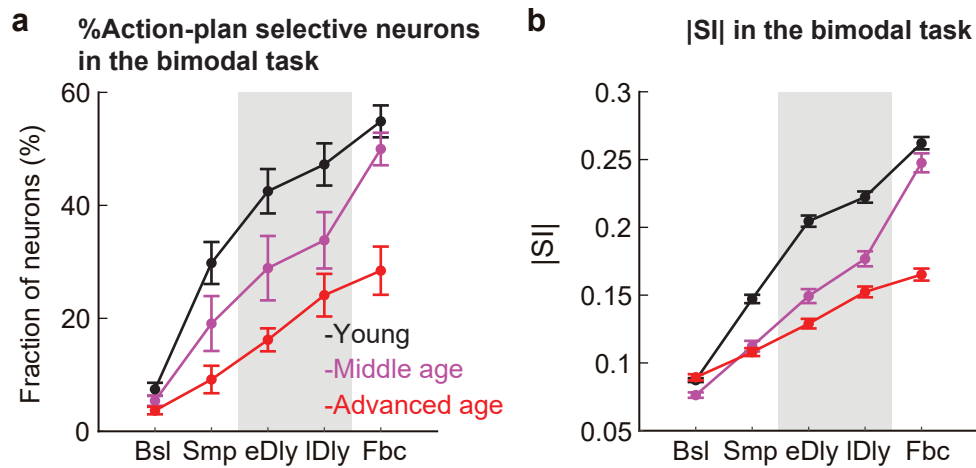 a
%Action-plan selective neurons
in the bimodal task
Fraction of neurons (%)
60
40
20
0
-Young
-Middle age
-Advanced age
Bsl Smp eDly lDly Fbc
b
|SI| in the bimodal task
|SI|
0.3
0.25
0.2
0.15
0.1
0.05
Bsl Smp eDly lDly Fbc